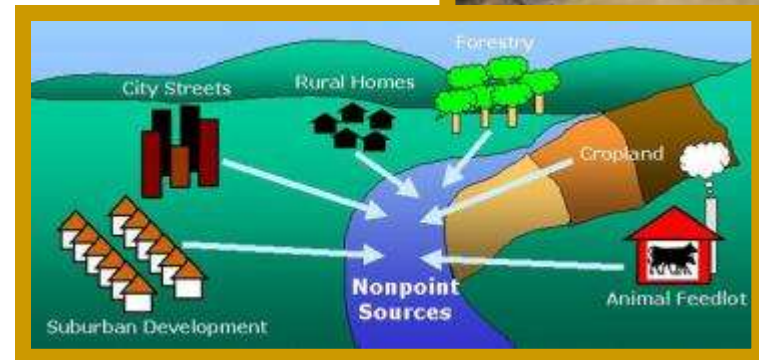 Forestry
City Streets
Rural Homes
Cropland
Nonpoint
Sources
Animal Feedlot
Suburban Development